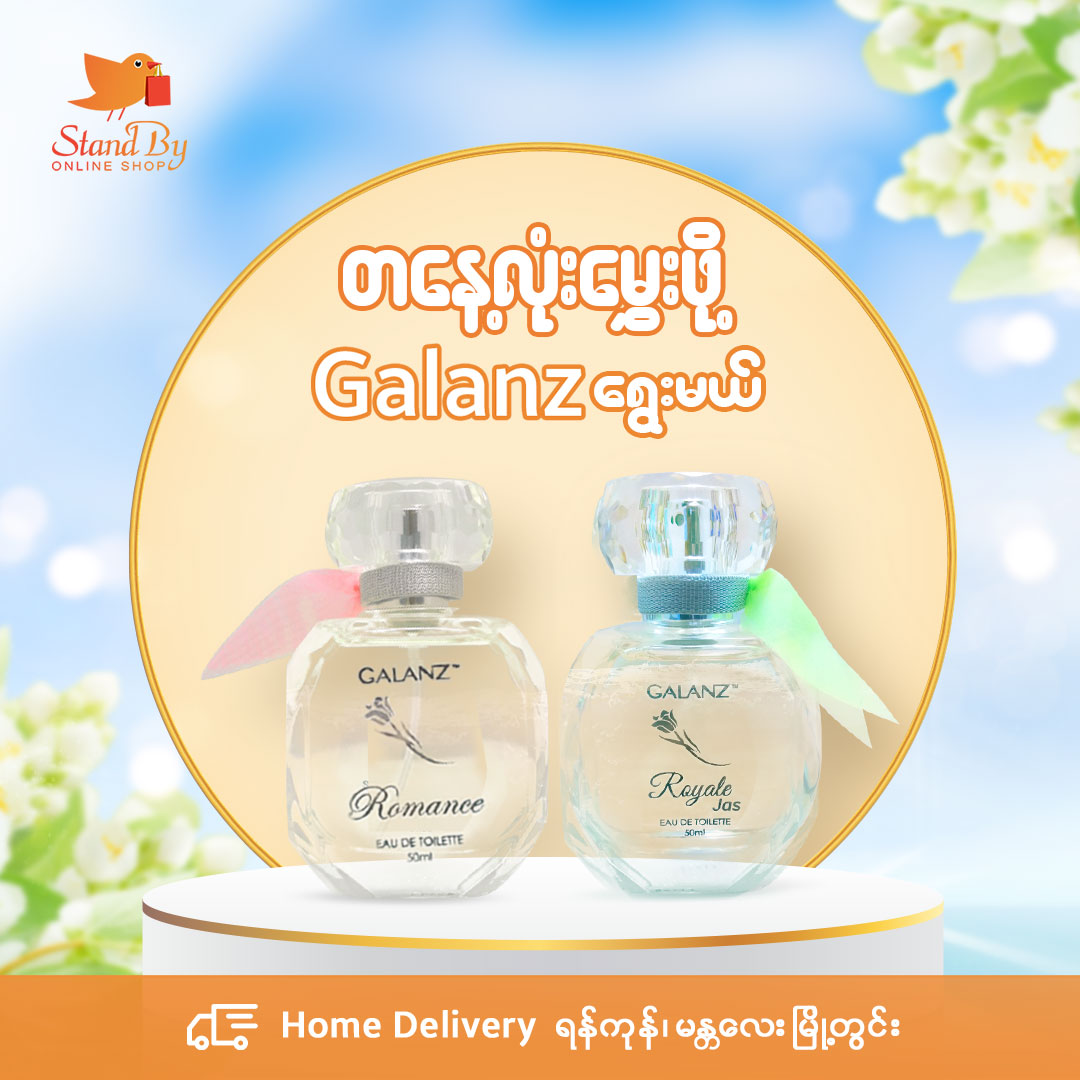 Stand By
ONLINE SHOP
တနေ့လုံးမွှေးဖို့
Galanz ရွေးမယ်
GALANZ™
Romance
EAU DE TOILETTE
50ml
GALANZ™
Royale
Jas
EAU DE TOILETTE
50ml
Home Delivery ရန်ကုန်၊ မန္တလေး မြို့တွင်း